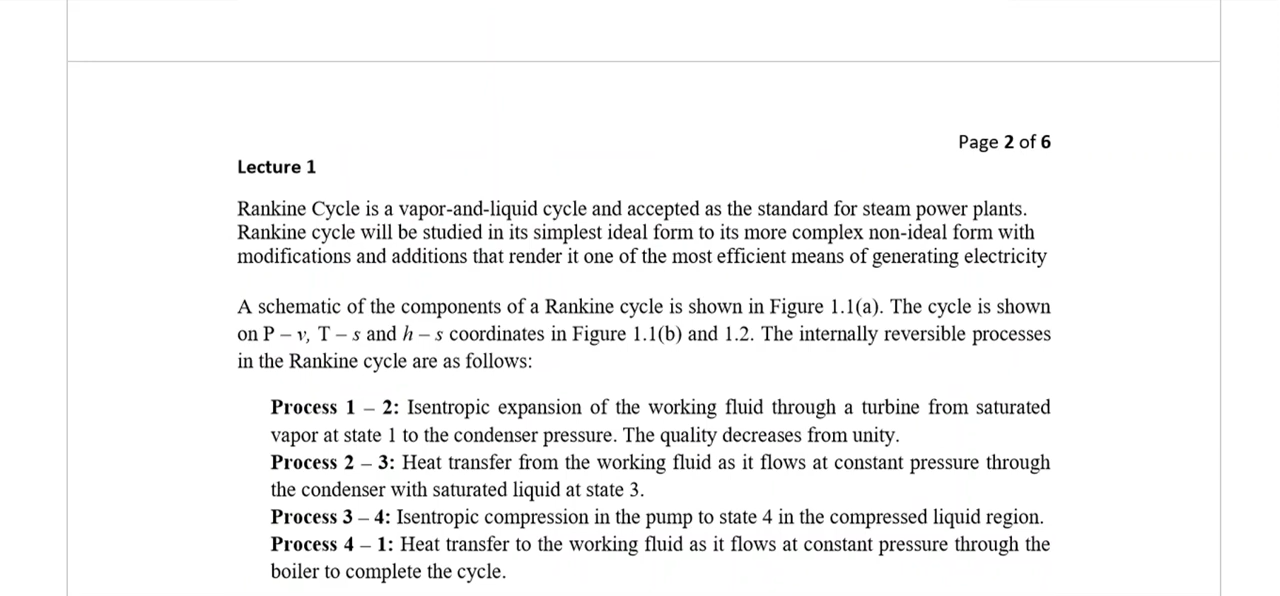 Page 2 of 6
Lecture 1
Rankine Cycle is a vapor-and-liquid cycle and accepted as the standard for steam power plants.
Rankine cycle will be studied in its simplest ideal form to its more complex non-ideal form with
modifications and additions that render it one of the most efficient means of generating electricity
A schematic of the components of a Rankine cycle is shown in Figure 1.1(a). The cycle is shown
on P – v, T – s and h – s coordinates in Figure 1.1(b) and 1.2. The internally reversible processes
in the Rankine cycle are as follows:
Process 1 – 2: Isentropic expansion of the working fluid through a turbine from saturated
vapor at state 1 to the condenser pressure. The quality decreases from unity.
Process 2 – 3: Heat transfer from the working fluid as it flows at constant pressure through
the condenser with saturated liquid at state 3.
Process 3 – 4: Isentropic compression in the pump to state 4 in the compressed liquid region.
Process 4 – 1: Heat transfer to the working fluid as it flows at constant pressure through the
boiler to complete the cycle.